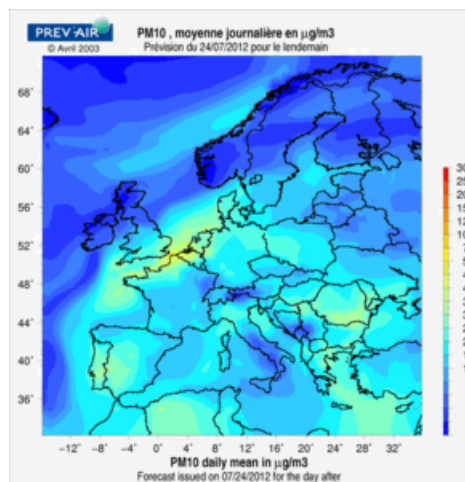 PREV'AIR
© Avril 2003
PM10 , moyenne journalière en µg/m3
Prévision du 24/07/2012 pour le lendemain
68°
64°
60°
56°
52°
48°
44°
40°
36°
−12° −8° −4° 0° 4° 8° 12° 16° 20° 24° 28° 32°
PM10 daily mean in µg/m3
Forecast issued on 07/24/2012 for the day after